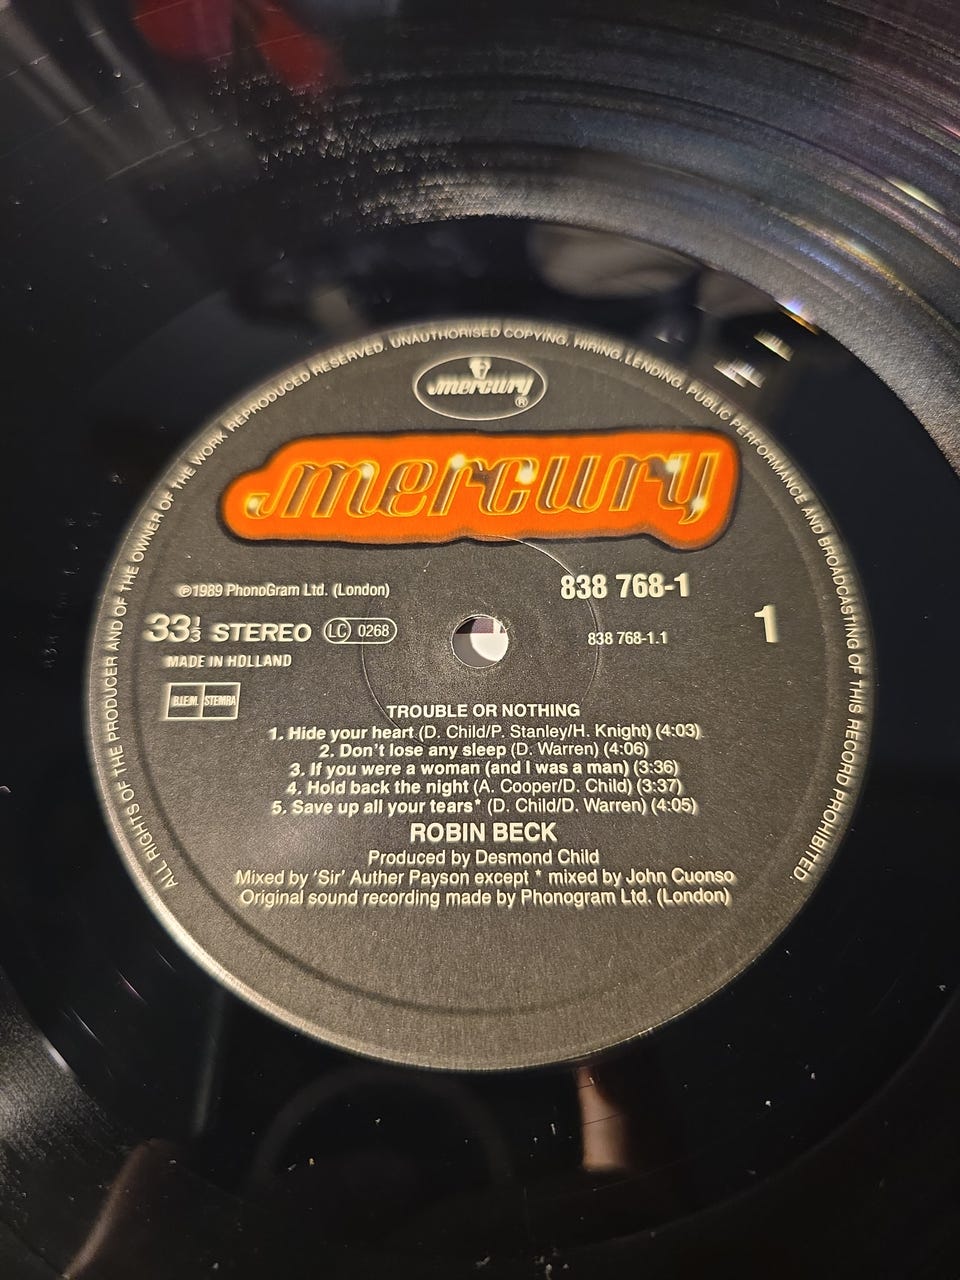 ALL RIGHTS OF THE PRODUCER AND OF THE OWNER OF THE WORK REPRODUCED RESERVED. UNAUTHORISED COPYING, HIRING, LENDING, PUBLIC PERFORMANCE AND BROADCASTING OF THIS RECORD PROHIBITED.
mercury®
mercury
℗1989 PhonoGram Ltd. (London)
838 768-1
33 1/3 STEREO LC 0268
838 768-1.1
1
MADE IN HOLLAND
B.I.E.M. STEMRA
TROUBLE OR NOTHING
1. Hide your heart (D. Child/P. Stanley/H. Knight) (4:03)
2. Don't lose any sleep (D. Warren) (4:06)
3. If you were a woman (and I was a man) (3:36)
4. Hold back the night (A. Cooper/D. Child) (3:37)
5. Save up all your tears* (D. Child/D. Warren) (4:05)
ROBIN BECK
Produced by Desmond Child
Mixed by 'Sir' Auther Payson except * mixed by John Cuonso
Original sound recording made by Phonogram Ltd. (London)